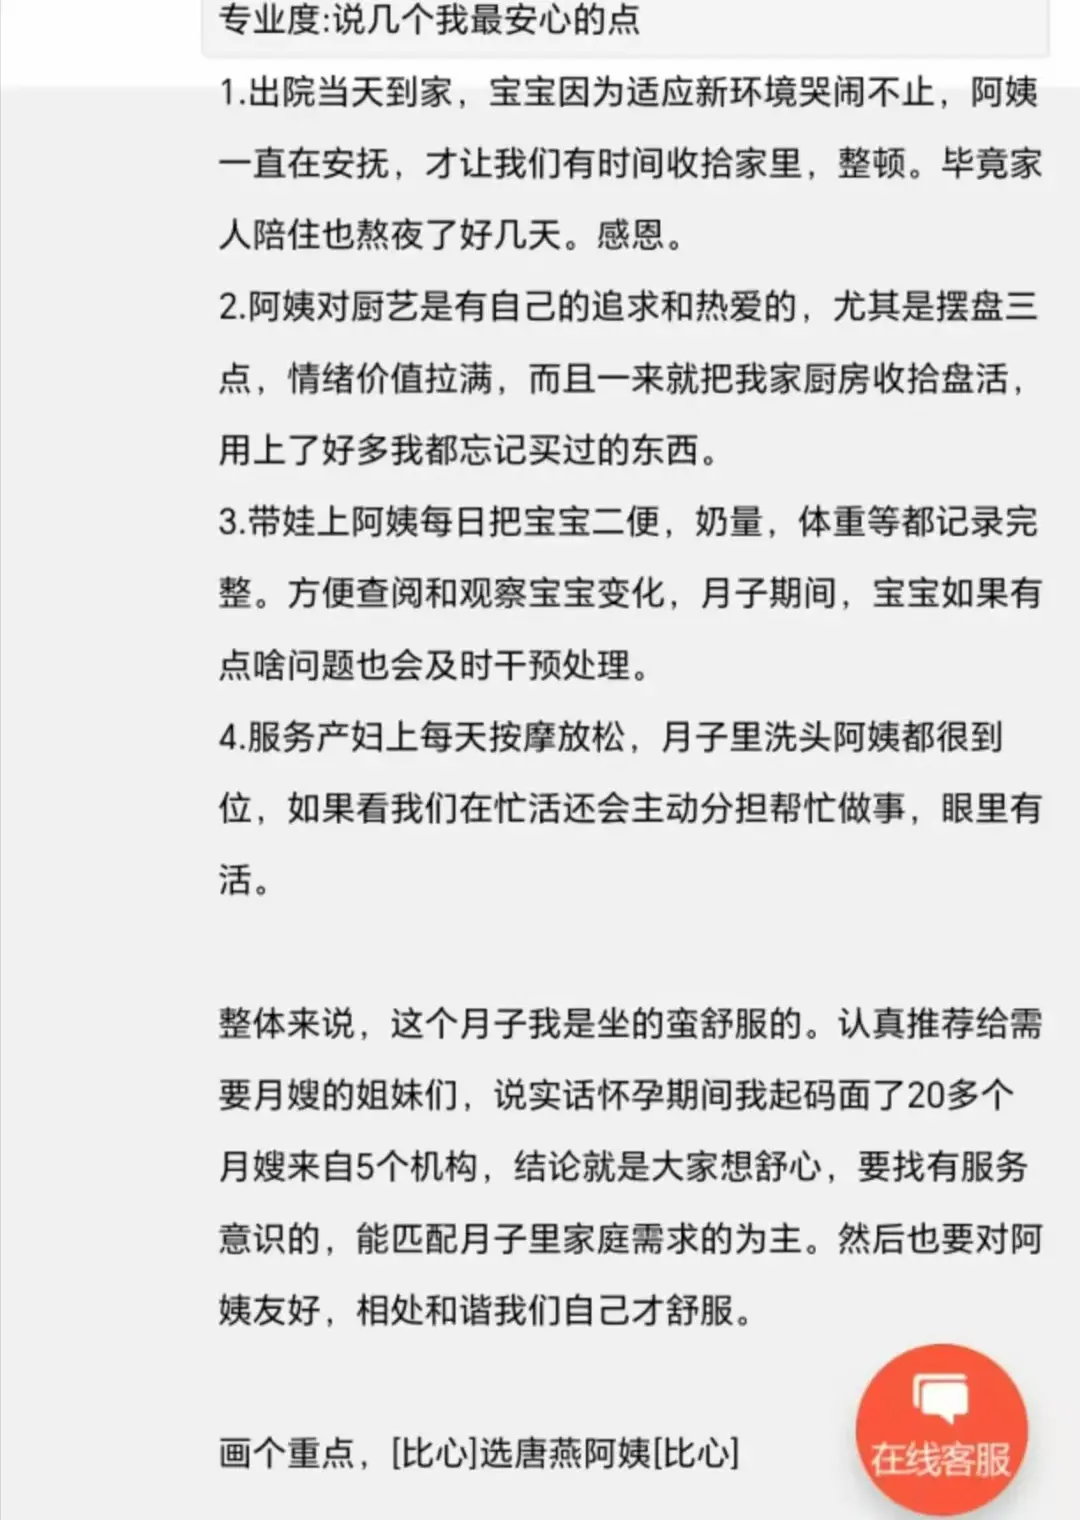 专业度:说几个我最安心的点
1.出院当天到家，宝宝因为适应新环境哭闹不止，阿姨
一直在安抚，才让我们有时间收拾家里，整顿。毕竟家
人陪住也熬夜了好几天。感恩。
2.阿姨对厨艺是有自己的追求和热爱的，尤其是摆盘三
点，情绪价值拉满，而且一来就把我家厨房收拾盘活，
用上了好多我都忘记买过的东西。
3.带娃上阿姨每日把宝宝二便，奶量，体重等都记录完
整。方便查阅和观察宝宝变化，月子期间，宝宝如果有
点啥问题也会及时干预处理。
4.服务产妇上每天按摩放松，月子里洗头阿姨都很到
位，如果看我们在忙活还会主动分担帮忙做事，眼里有
活。
整体来说，这个月子我是坐的蛮舒服的。认真推荐给需
要月嫂的姐妹们，说实话怀孕期间我起码面了20多个
月嫂来自5个机构，结论就是大家想舒心，要找有服务
意识的，能匹配月子里家庭需求的为主。然后也要对阿
姨友好，相处和谐我们自己才舒服。
画个重点，[比心]选唐燕阿姨[比心]
在线客服